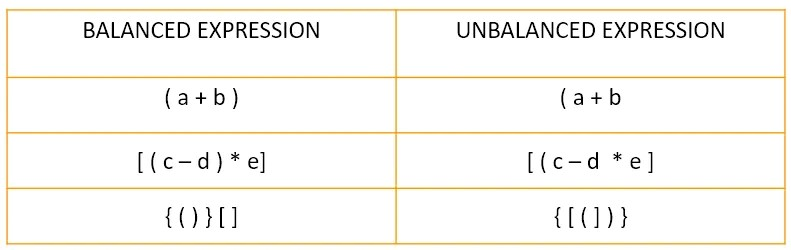 BALANCED EXPRESSION UNBALANCED EXPRESSION
( a + b ) ( a + b
[ ( c – d ) * e] [ ( c – d * e ]
{ ( ) } [ ] { [ ( ] ) }